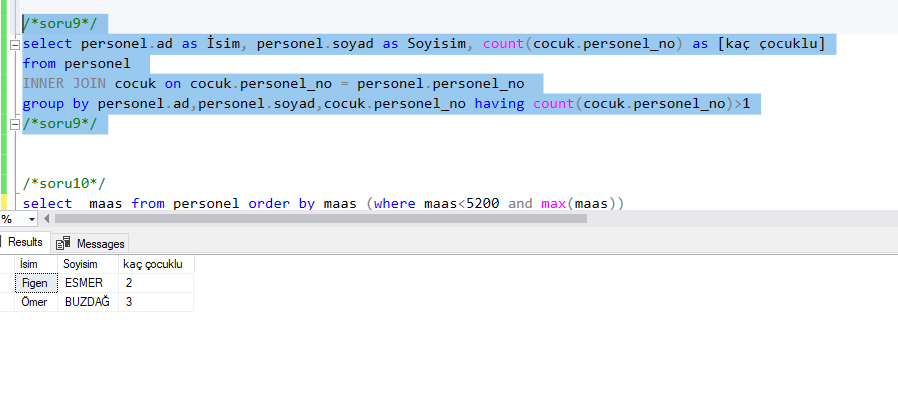 /*soru9*/
select personel.ad as İsim, personel.soyad as Soyisim, count(cocuk.personel_no) as [kaç çocuklu]
from personel
INNER JOIN cocuk on cocuk.personel_no = personel.personel_no
group by personel.ad,personel.soyad,cocuk.personel_no having count(cocuk.personel_no)>1
/*soru9*/
/*soru10*/
select  maas from personel order by maas (where maas<5200 and max(maas))
%
Results Messages
İsim Soyisim kaç çocuklu
Figen ESMER 2
Ömer BUZDAĞ 3